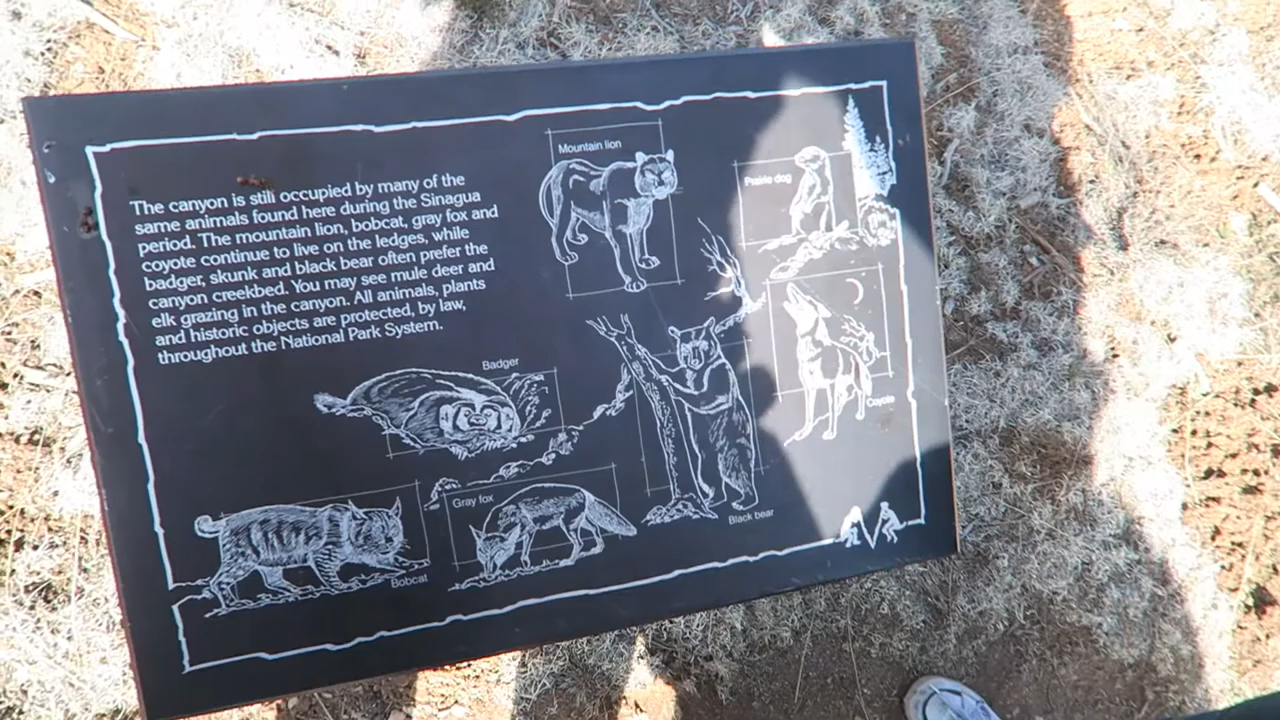 The canyon is still occupied by many of the
same animals found here during the Sinagua
period. The mountain lion, bobcat, gray fox and
coyote continue to live on the ledges, while
badger, skunk and black bear often prefer the
canyon creekbed. You may see mule deer and
elk grazing in the canyon. All animals, plants
and historic objects are protected, by law,
throughout the National Park System.
Mountain lion
Prairie dog
Badger
Coyote
Gray fox
Black bear
Bobcat